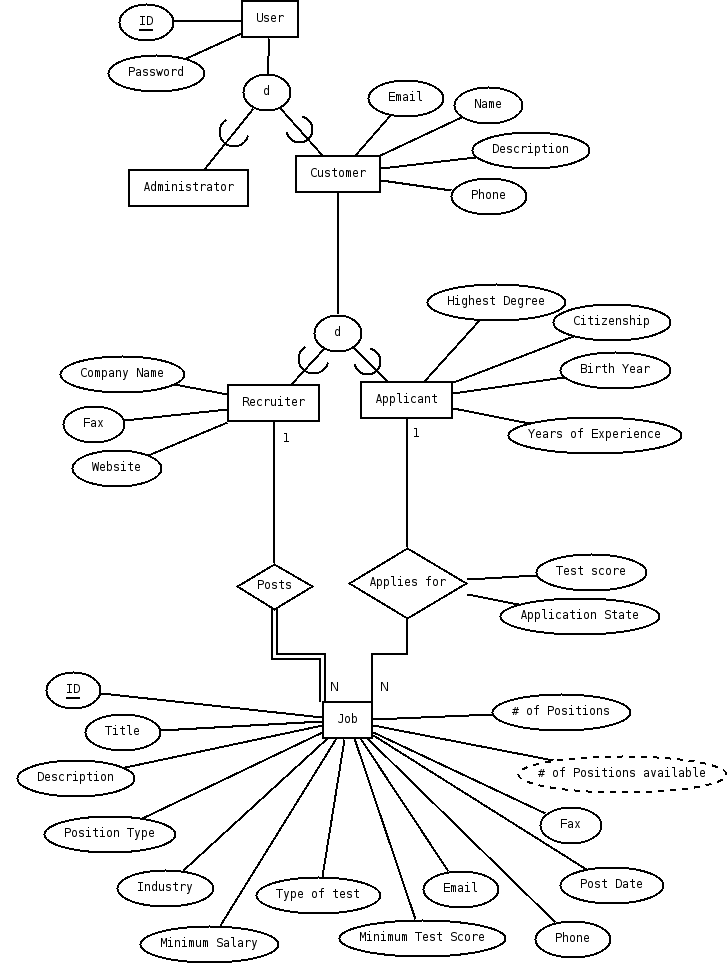 User
ID
Password
d
Email
Name
Description
Phone
Administrator
Customer
Highest Degree
Citizenship
d
Birth Year
Company Name
Recruiter
Applicant
Fax
Years of Experience
Website
1
1
Posts
Applies for
Test score
Application State
N
N
ID
Job
# of Positions
Title
Description
# of Positions available
Position Type
Fax
Industry
Type of test
Email
Post Date
Minimum Salary
Minimum Test Score
Phone